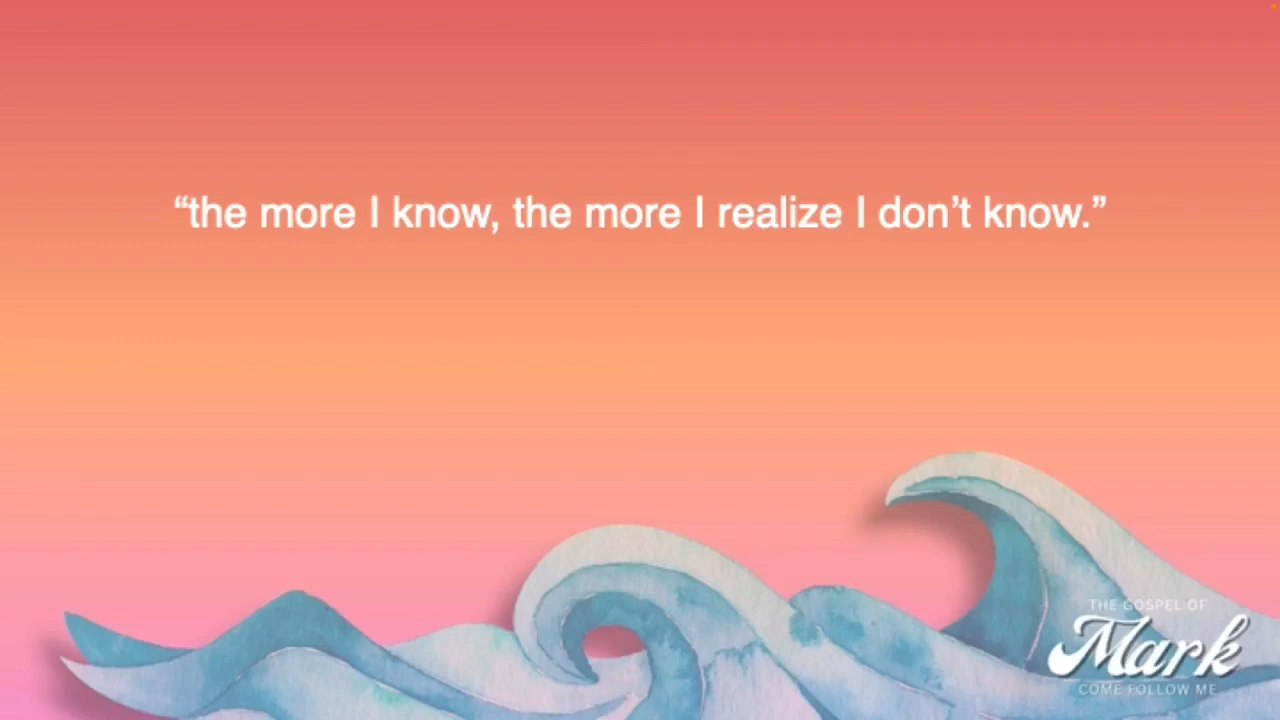 “the more I know, the more I realize I don’t know.”
THE GOSPEL OF
Mark
COME FOLLOW ME